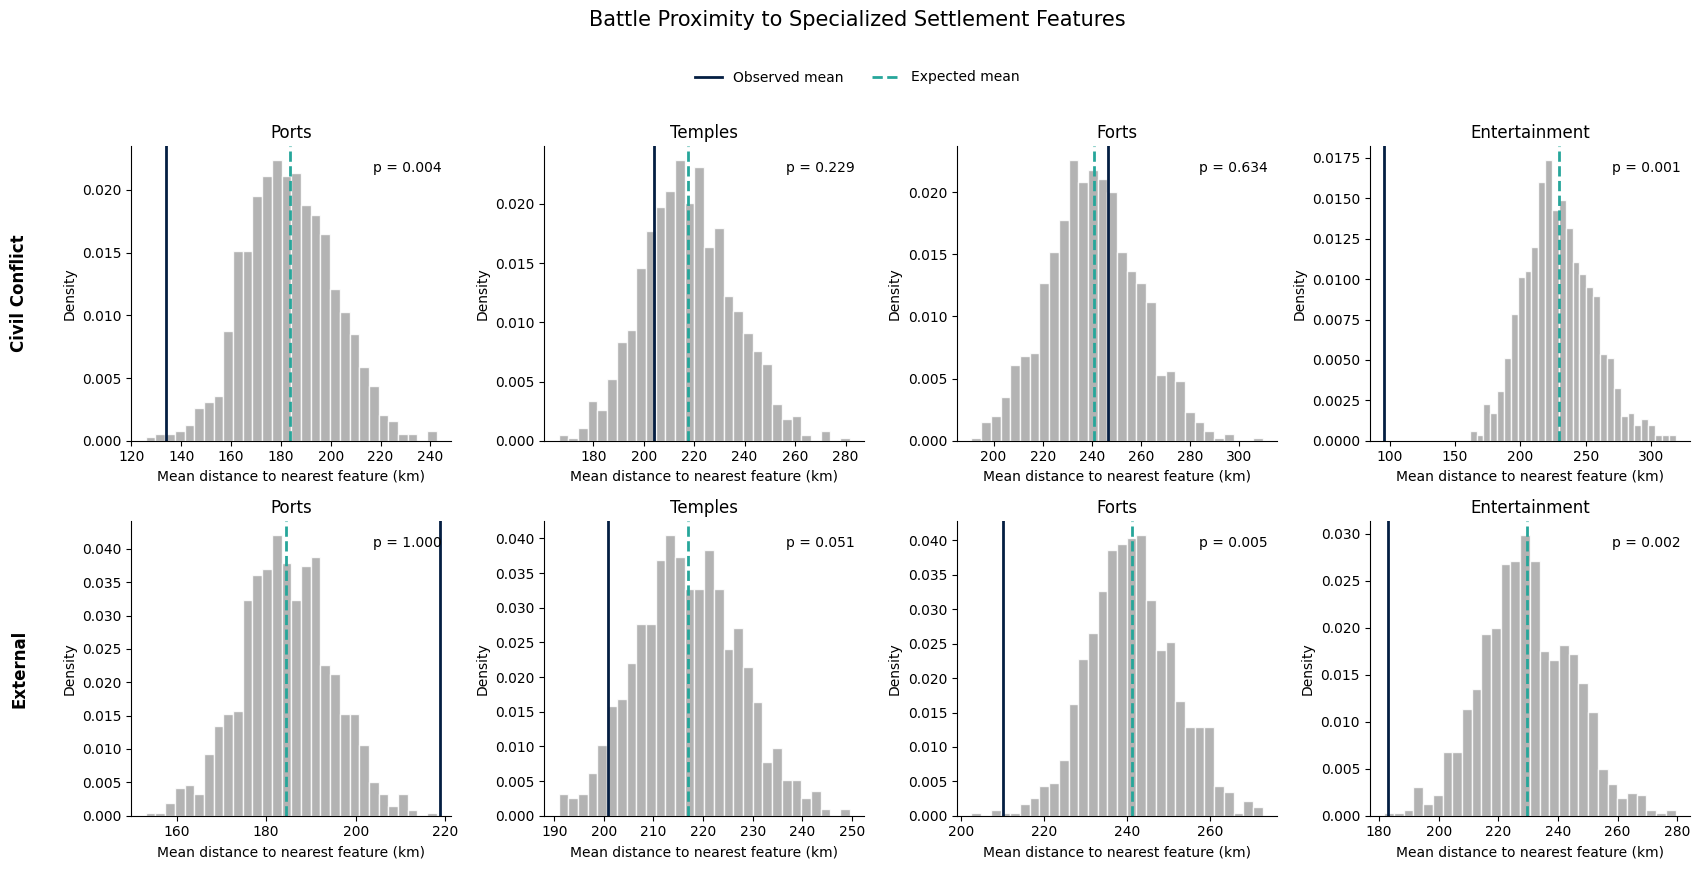 Battle Proximity to Specialized Settlement Features
Observed mean
Expected mean
Civil Conflict
Ports
p = 0.004
Density
0.020
0.015
0.010
0.005
0.000
120 140 160 180 200 220 240
Mean distance to nearest feature (km)
Temples
p = 0.229
Density
0.020
0.015
0.010
0.005
0.000
180 200 220 240 260 280
Mean distance to nearest feature (km)
Forts
p = 0.634
Density
0.020
0.015
0.010
0.005
0.000
200 220 240 260 280 300
Mean distance to nearest feature (km)
Entertainment
p = 0.001
Density
0.0175
0.0150
0.0125
0.0100
0.0075
0.0050
0.0025
0.0000
100 150 200 250 300
Mean distance to nearest feature (km)
External
Ports
p = 1.000
Density
0.040
0.035
0.030
0.025
0.020
0.015
0.010
0.005
0.000
160 180 200 220
Mean distance to nearest feature (km)
Temples
p = 0.051
Density
0.040
0.035
0.030
0.025
0.020
0.015
0.010
0.005
0.000
190 200 210 220 230 240 250
Mean distance to nearest feature (km)
Forts
p = 0.005
Density
0.040
0.035
0.030
0.025
0.020
0.015
0.010
0.005
0.000
200 220 240 260
Mean distance to nearest feature (km)
Entertainment
p = 0.002
Density
0.030
0.025
0.020
0.015
0.010
0.005
0.000
180 200 220 240 260 280
Mean distance to nearest feature (km)